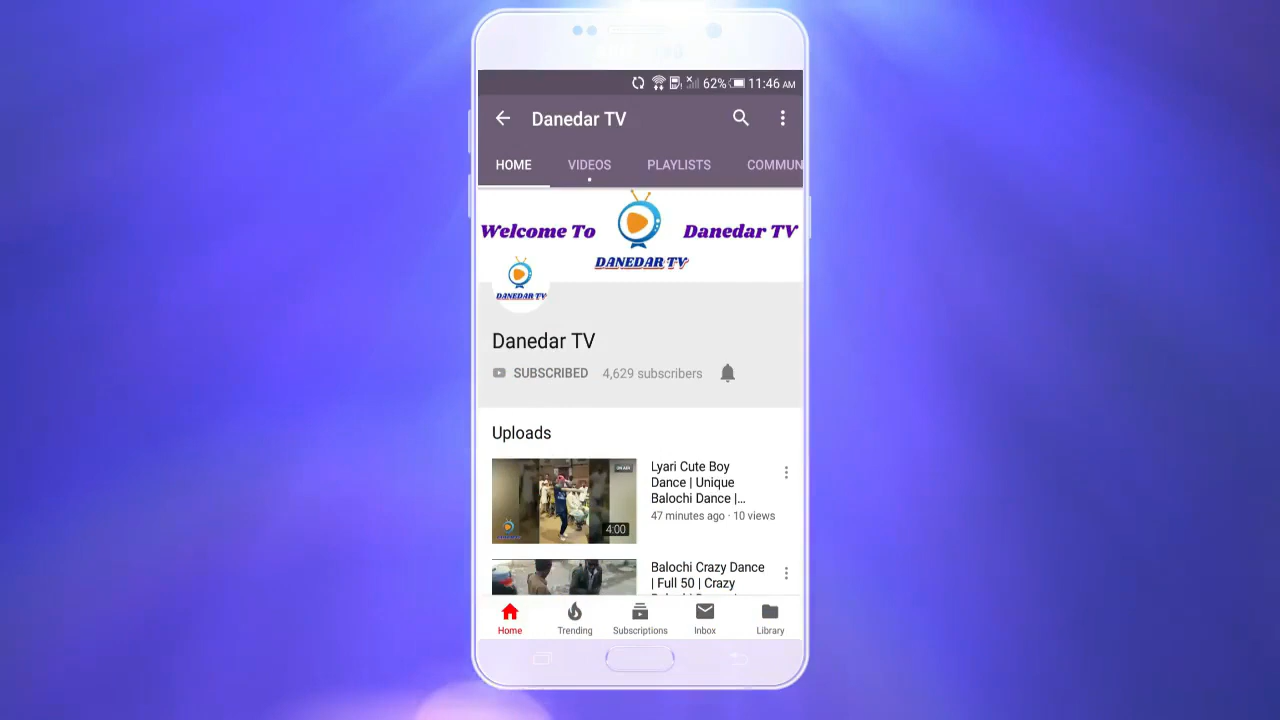 62% 11:46 AM
Danedar TV
HOME VIDEOS PLAYLISTS COMMUN
Welcome To Danedar TV
DANEDAR TV
DANEDAR TV
Danedar TV
SUBSCRIBED 4,629 subscribers
Uploads
Lyari Cute Boy
Dance | Unique
Balochi Dance |...
47 minutes ago · 10 views
ON AIR
4:00
Balochi Crazy Dance
| Full 50 | Crazy
Home Trending Subscriptions Inbox Library